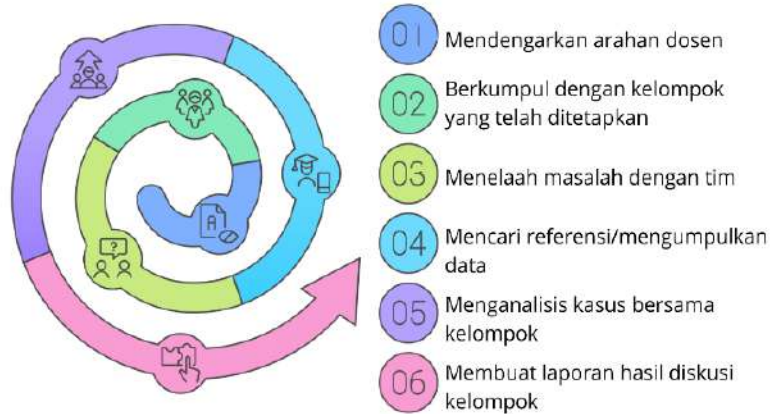 01 Mendengarkan arahan dosen
02 Berkumpul dengan kelompok
yang telah ditetapkan
03 Menelaah masalah dengan tim
04 Mencari referensi/mengumpulkan
data
05 Menganalisis kasus bersama
kelompok
06 Membuat laporan hasil diskusi
kelompok
A
?